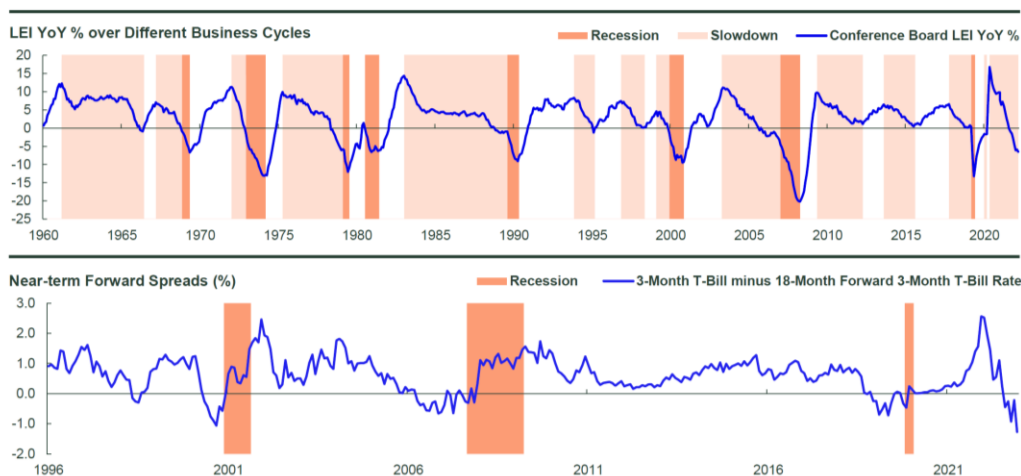 LEI YoY % over Different Business Cycles
Recession Slowdown Conference Board LEI YoY %
20
15
10
5
0
-5
-10
-15
-20
-25
1960 1965 1970 1975 1980 1985 1990 1995 2000 2005 2010 2015 2020
Near-term Forward Spreads (%)
Recession 3-Month T-Bill minus 18-Month Forward 3-Month T-Bill Rate
3.0
2.0
1.0
0.0
-1.0
-2.0
1996 2001 2006 2011 2016 2021